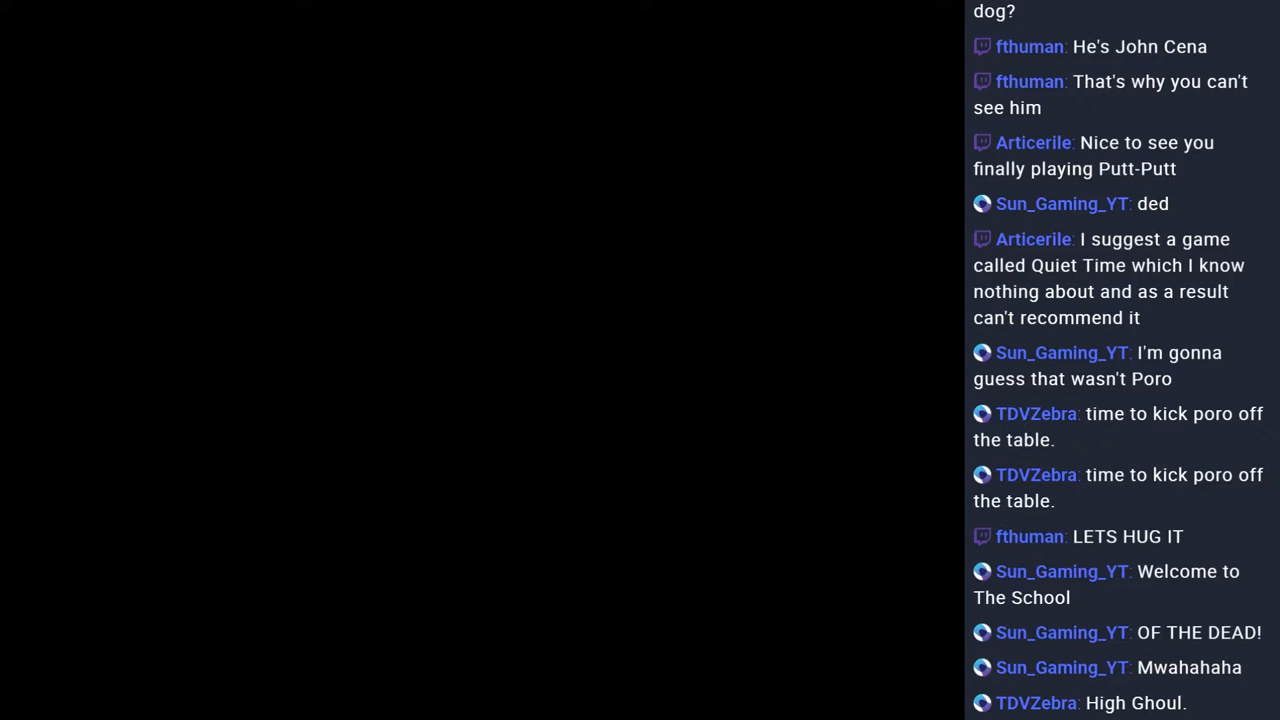 dog?
fthuman: He's John Cena
fthuman: That's why you can't
see him
Articerile: Nice to see you
finally playing Putt-Putt
Sun_Gaming_YT: ded
Articerile: I suggest a game
called Quiet Time which I know
nothing about and as a result
can't recommend it
Sun_Gaming_YT: I'm gonna
guess that wasn't Poro
TDVZebra: time to kick poro off
the table.
TDVZebra: time to kick poro off
the table.
fthuman: LETS HUG IT
Sun_Gaming_YT: Welcome to
The School
Sun_Gaming_YT: OF THE DEAD!
Sun_Gaming_YT: Mwahahaha
TDVZebra: High Ghoul.